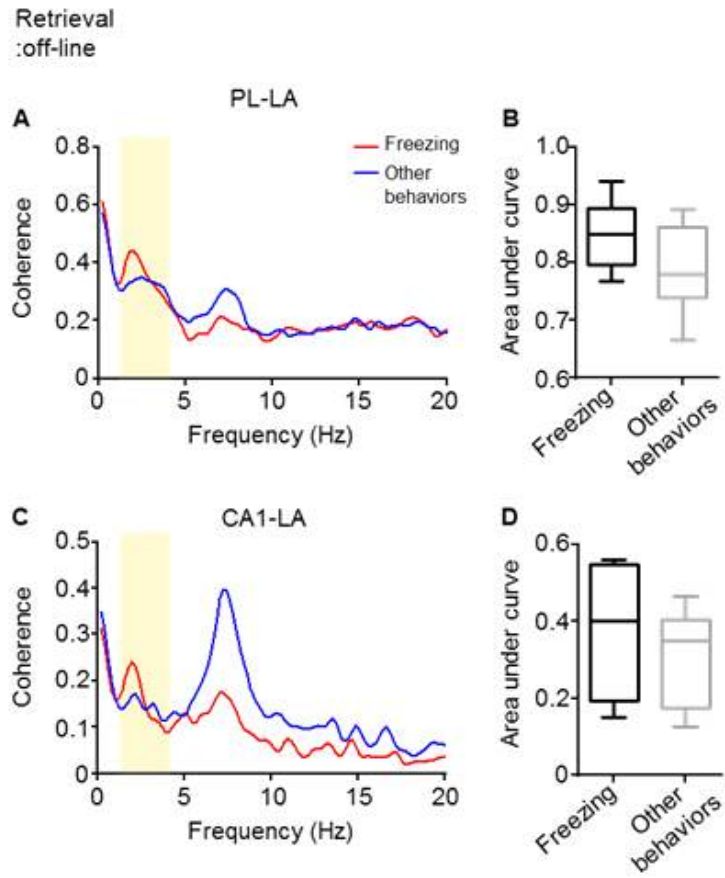 Retrieval
:off-line
PL-LA
A
0.8
0.6
0.4
0.2
0
Coherence
Freezing
Other
behaviors
0 5 10 15 20
Frequency (Hz)
B
1.0
0.9
0.8
0.7
0.6
Area under curve
Freezing
Other
behaviors
C
CA1-LA
0.5
0.4
0.3
0.2
0.1
0
Coherence
0 5 10 15 20
Frequency (Hz)
D
0.6
0.4
0.2
0
Area under curve
Freezing
Other
behaviors